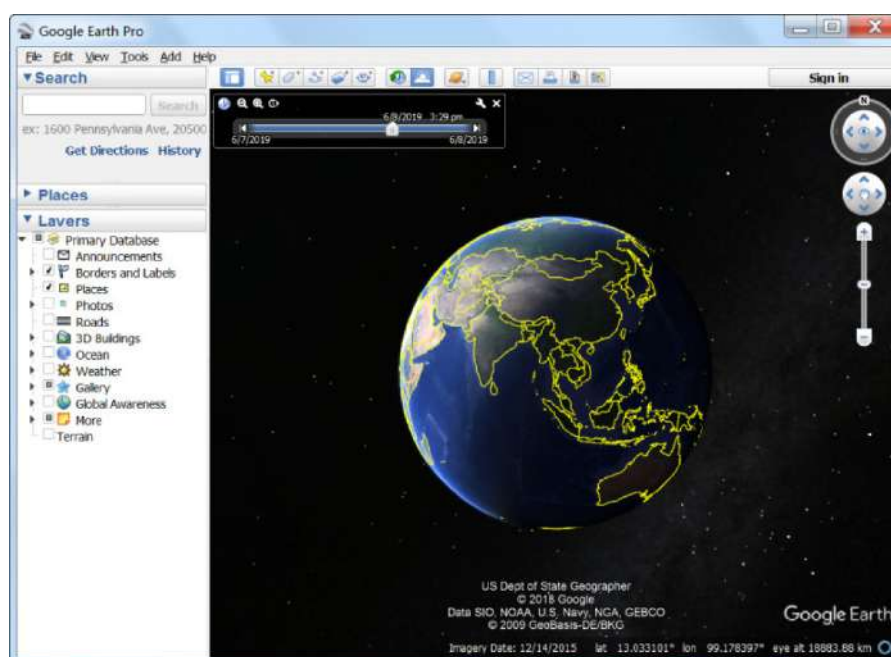 Google Earth Pro
File Edit View Tools Add Help
Search
Sign in
Search
ex: 1600 Pennsylvania Ave, 20500
Get Directions History
6/8/2019 3:29 pm
6/7/2019 6/8/2019
N
Places
Layers
Primary Database
Announcements
Borders and Labels
Places
Photos
Roads
3D Buildings
Ocean
Weather
Gallery
Global Awareness
More
Terrain
US Dept of State Geographer
© 2018 Google
Data SIO, NOAA, U.S. Navy, NGA, GEBCO
© 2009 GeoBasis-DE/BKG
Google Earth
Imagery Date: 12/14/2015 lat 13.033101° lon 99.178397° eye alt 18883.88 km